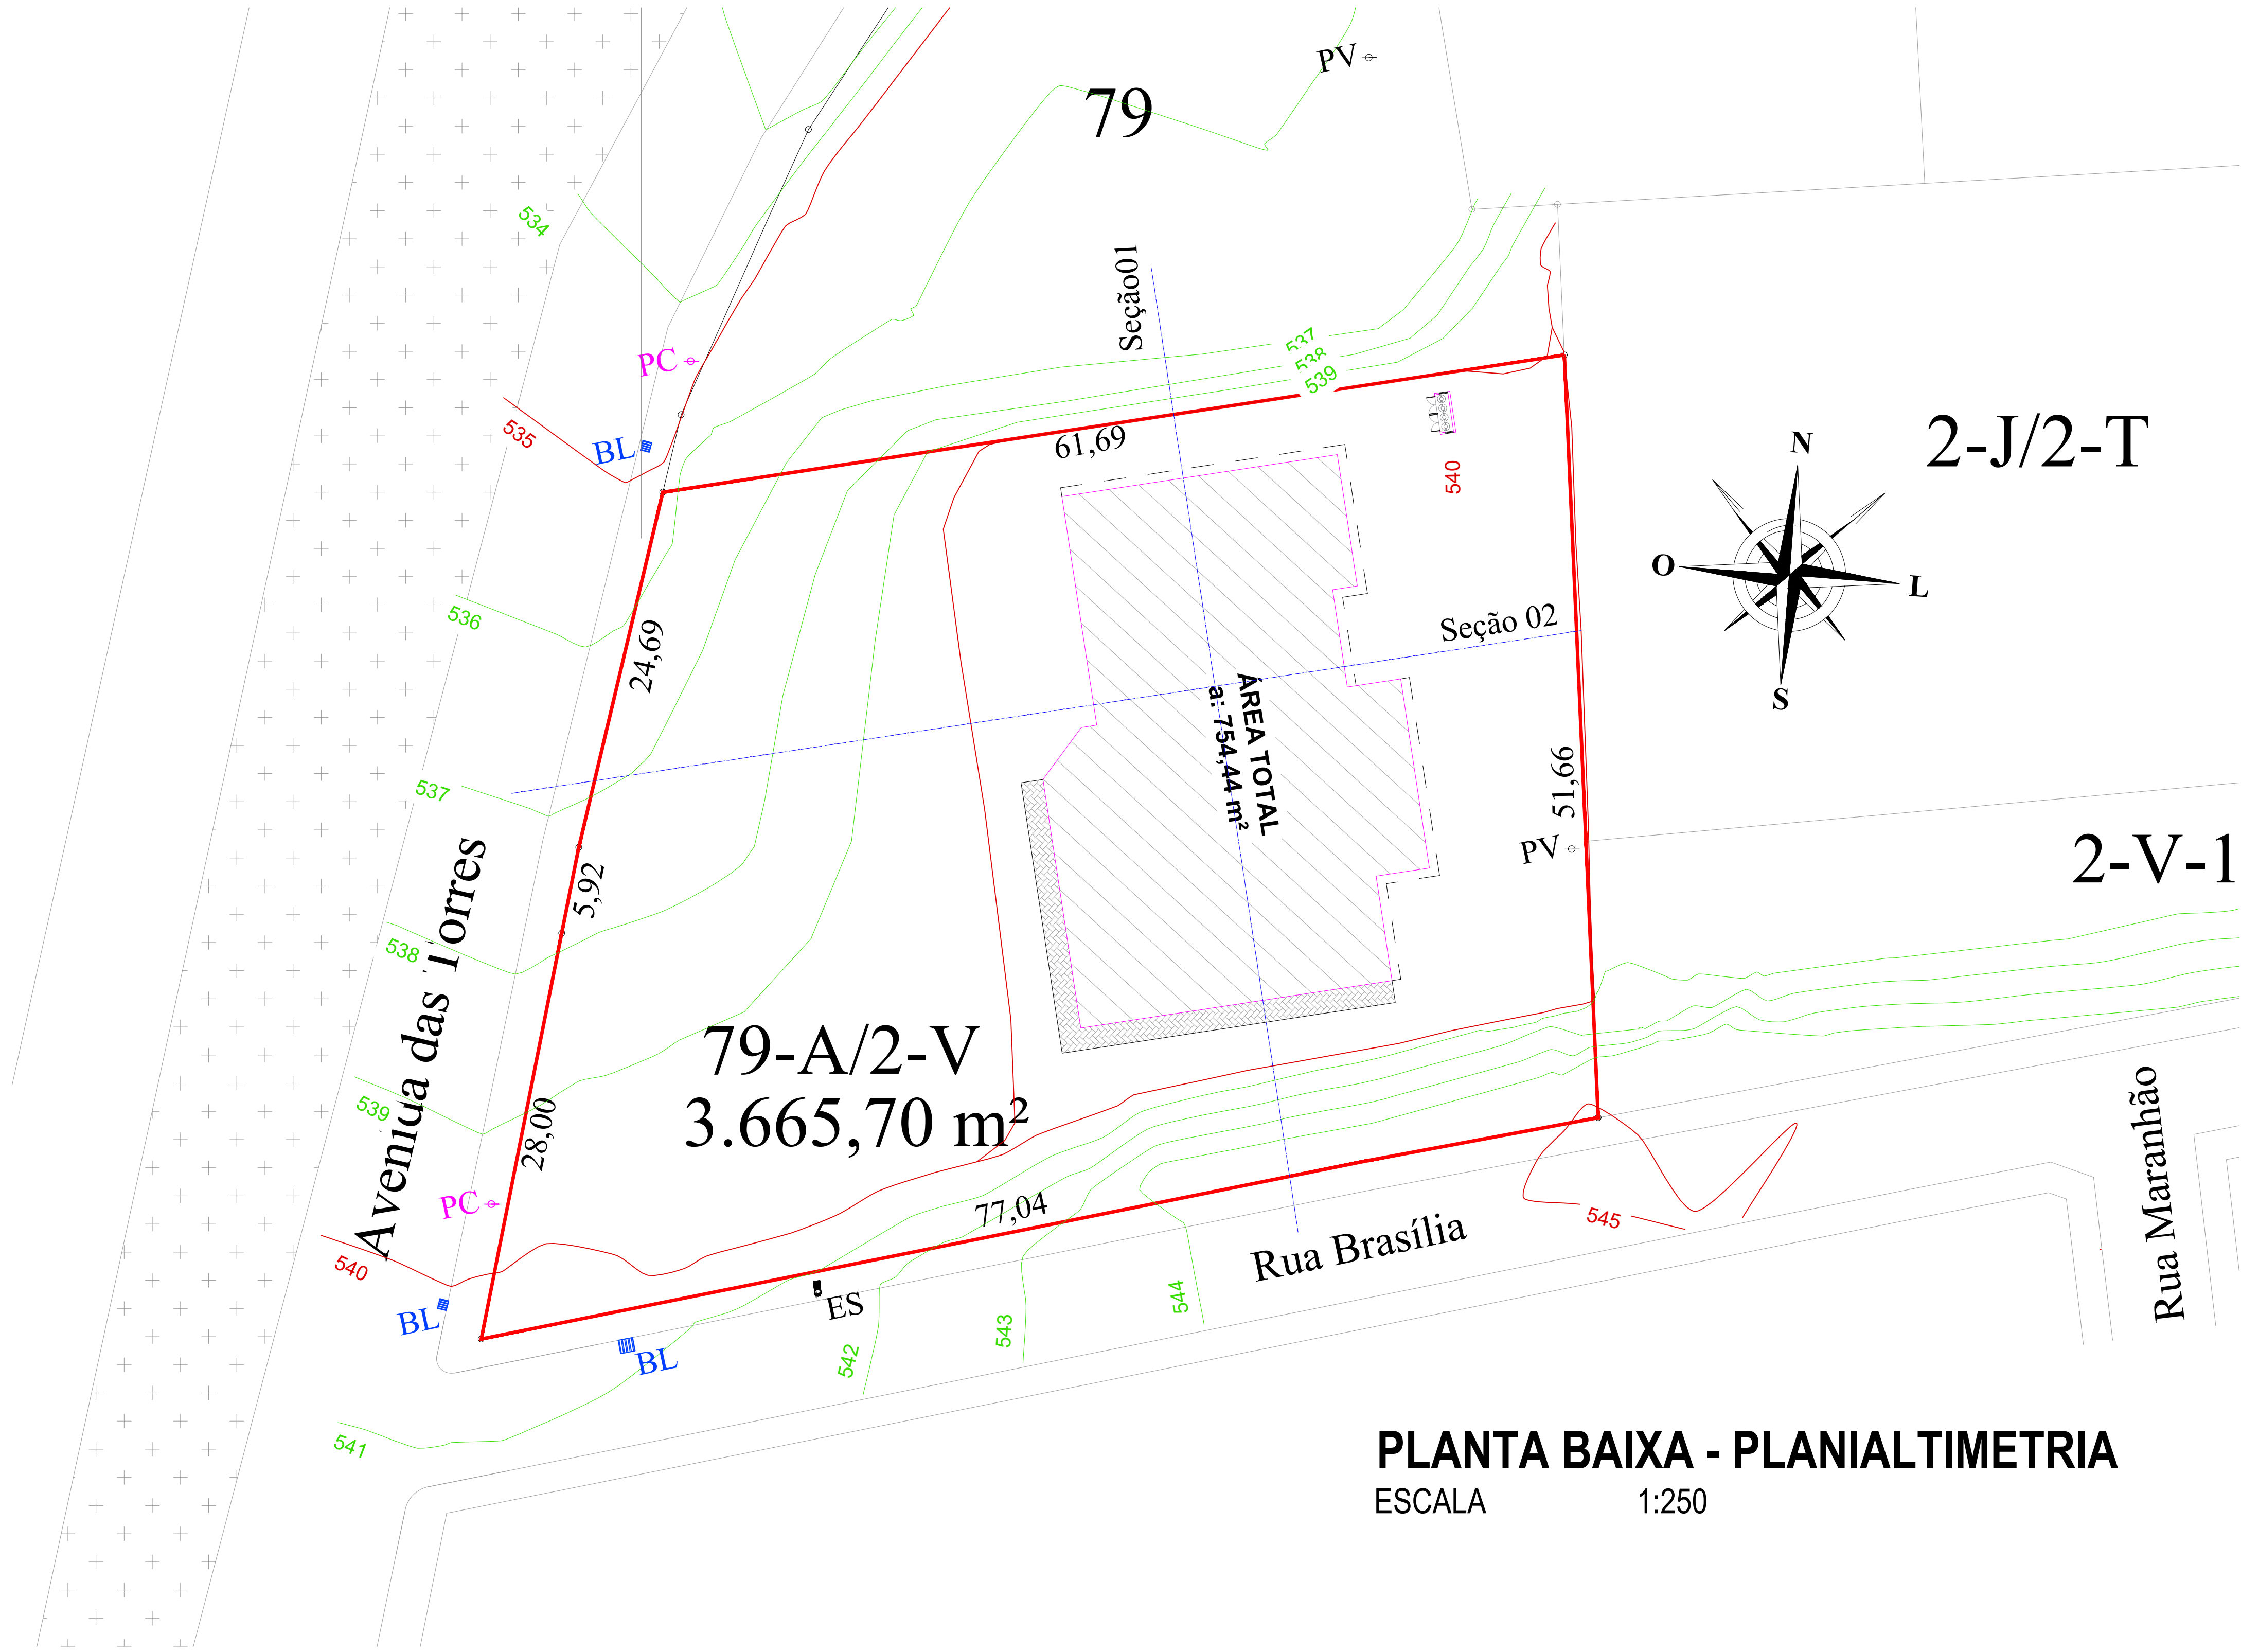 PV
79
534
Seção01
537
538
539
PC
535
BL
61,69
540
2-J/2-T
N
O
L
S
536
24,69
Seção 02
ÁREA TOTAL
a: 754,44 m²
51,66
537
PV
2-V-1
5,92
538
Avenida das Torres
79-A/2-V
3.665,70 m²
539
28,00
Rua Maranhão
PC
77,04
545
Rua Brasília
540
BL
ES
544
543
542
BL
541
PLANTA BAIXA - PLANIALTIMETRIA
ESCALA 1:250